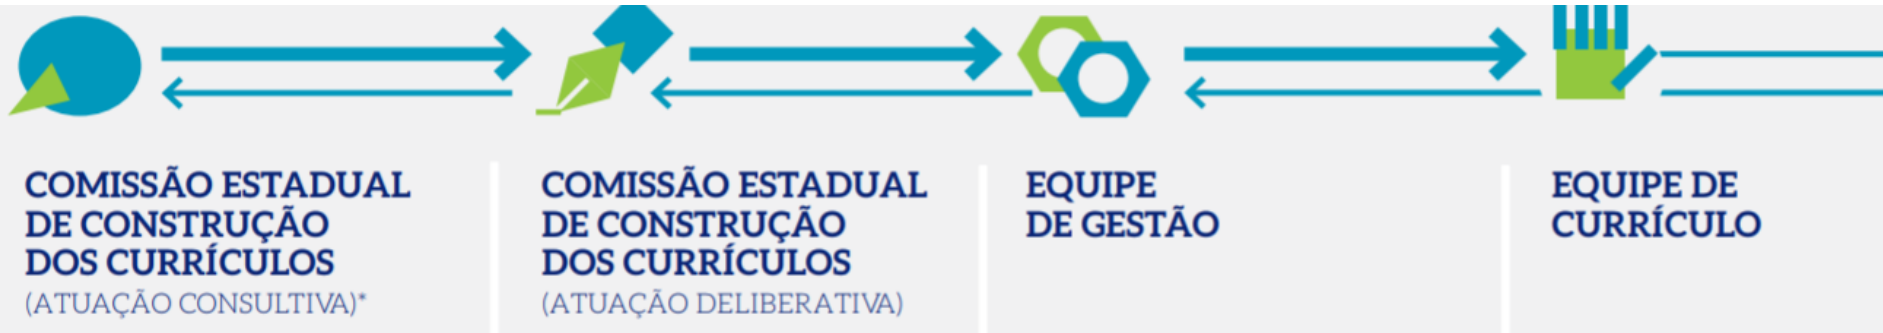 COMISSÃO ESTADUAL
DE CONSTRUÇÃO
DOS CURRÍCULOS
(ATUAÇÃO CONSULTIVA)*
COMISSÃO ESTADUAL
DE CONSTRUÇÃO
DOS CURRÍCULOS
(ATUAÇÃO DELIBERATIVA)
EQUIPE
DE GESTÃO
EQUIPE DE
CURRÍCULO